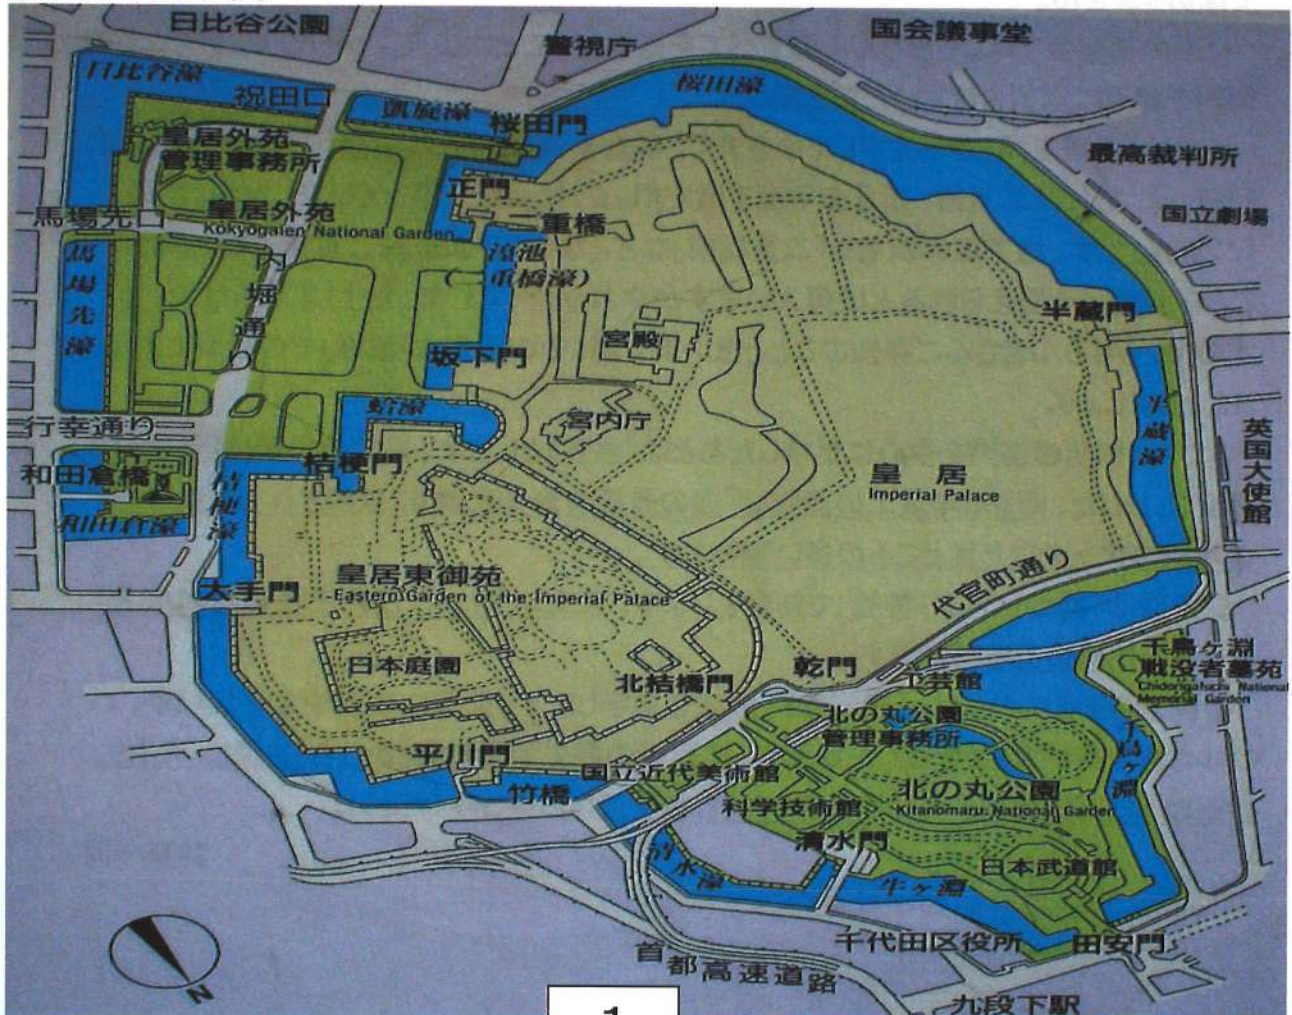 日比谷公園
警視庁
国会議事堂
日比谷濠
祝田口
凱旋濠
桜田門
桜田濠
皇居外苑
管理事務所
最高裁判所
正門
国立劇場
馬場先口
皇居外苑
Kokyogaien National Garden
二重橋
馬場先濠
内堀通り
(二重橋濠)
半蔵門
宮殿
坂下門
蛤濠
宮内庁
半蔵濠
行幸通り
英国大使館
和田倉橋
桔梗門
皇 居
Imperial Palace
桔梗濠
和田倉濠
大手門
皇居東御苑
Eastern Garden of the Imperial Palace
代官町通り
日本庭園
北桔橋門
乾門
工芸館
千鳥ヶ淵
戦没者墓苑
Chidorigafuchi National
Memorial Garden
北の丸公園
管理事務所
千鳥ヶ淵
平川門
竹橋
国立近代美術館
科学技術館
北の丸公園
Kitanomaru National Garden
清水門
清水濠
牛ヶ淵
日本武道館
千代田区役所
田安門
首都高速道路
九段下駅
N
1